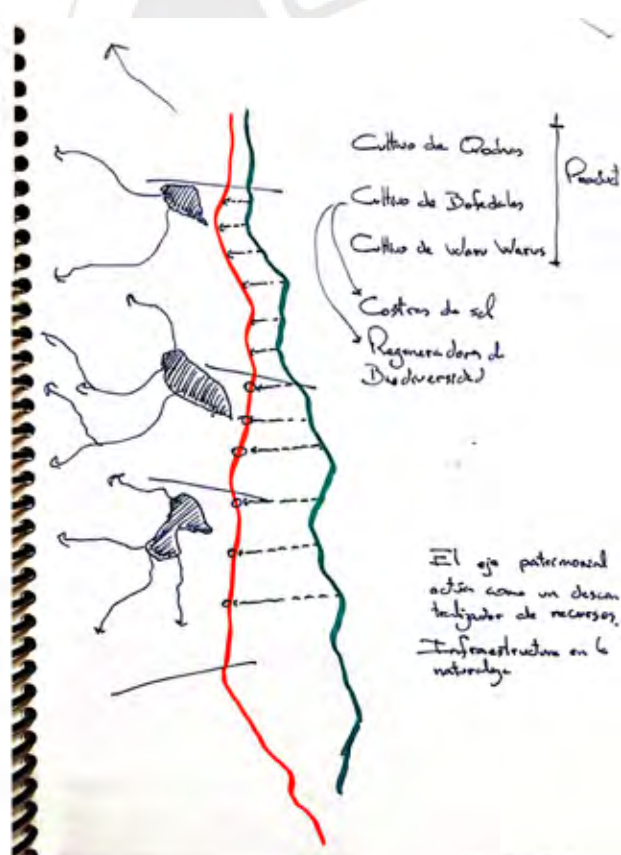 Cultivo de Qochas
Cultivo de Bofedales
Cultivo de Waru Warus
Product
Costras de sal
Regeneradora de
Biodiversidad
El eje patrimonial
actúa como un descen
tralizador de recursos,
Infraestructura en la
naturaleza